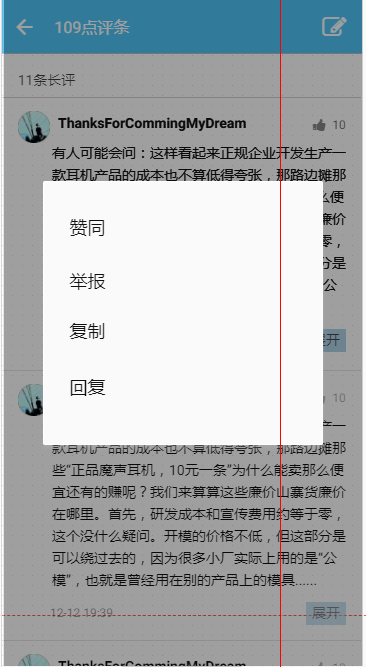 109点评条
11条长评
ThanksForCommingMyDream
10
有人可能会问：这样看起来正规企业开发生产一
款耳机产品的成本也不算低得夸张，那路边摊那
么便
赞同
廉价
零，
举报
分是
公
复制
展开
回复
10
产一
款耳机产品的成本也不算低得夸张，那路边摊那
些“正品魔声耳机，10元一条”为什么能卖那么便
宜还有的赚呢？我们来算算这些廉价山寨货廉价
在哪里。首先，研发成本和宣传费用约等于零，
这个没什么疑问。开模的价格不低，但这部分是
可以绕过去的，因为很多小厂实际上用的是“公
模”，也就是曾经用在别的产品上的模具......
12-12 19:39
展开
ThanksForCommingMyDream
10